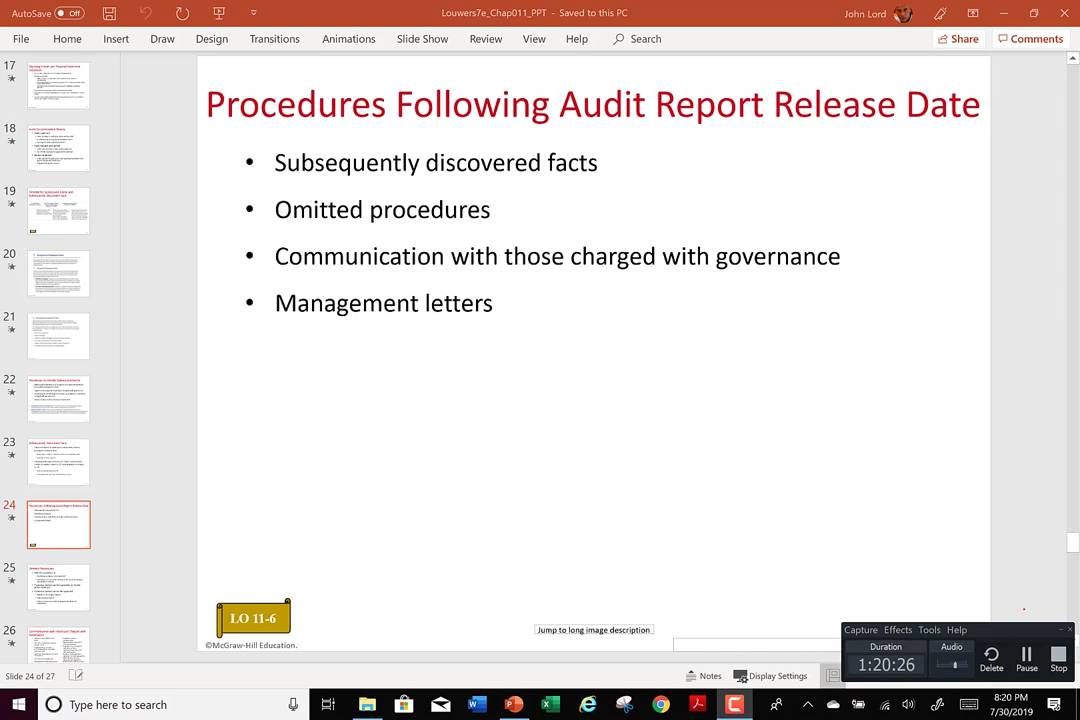 AutoSave Off
Louwers7e_Chap011_PPT - Saved to this PC
John Lord
File Home Insert Draw Design Transitions Animations Slide Show Review View Help Search Share Comments
17
18
19
20
21
22
23
24
25
26
Procedures Following Audit Report Release Date
• Subsequently discovered facts
• Omitted procedures
• Communication with those charged with governance
• Management letters
LO 11-6
©McGraw-Hill Education.
Jump to long image description
Capture Effects Tools Help
Duration
1:20:26
Audio
Delete
Pause
Stop
Slide 24 of 27
Notes
Display Settings
Type here to search
8:20 PM
7/30/2019